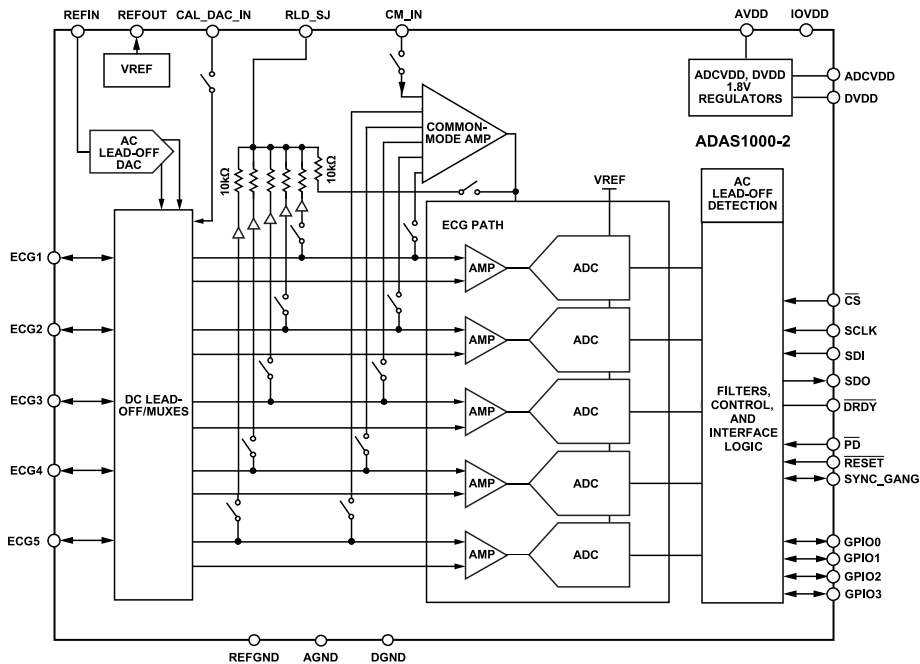 REFIN
REFOUT
CAL_DAC_IN
RLD_SJ
CM_IN
AVDD
IOVDD
VREF
ADCVDD, DVDD
1.8V
REGULATORS
ADCVDD
DVDD
COMMON-
MODE AMP
ADAS1000-2
AC
LEAD-OFF
DAC
10kΩ
10kΩ
VREF
AC
LEAD-OFF
DETECTION
ECG PATH
ECG1
AMP
ADC
CS
ECG2
AMP
ADC
SCLK
SDI
SDO
ECG3
DC LEAD-
OFF/MUXES
AMP
ADC
FILTERS,
CONTROL,
AND
INTERFACE
LOGIC
DRDY
PD
RESET
SYNC_GANG
ECG4
AMP
ADC
ECG5
AMP
ADC
GPIO0
GPIO1
GPIO2
GPIO3
REFGND
AGND
DGND